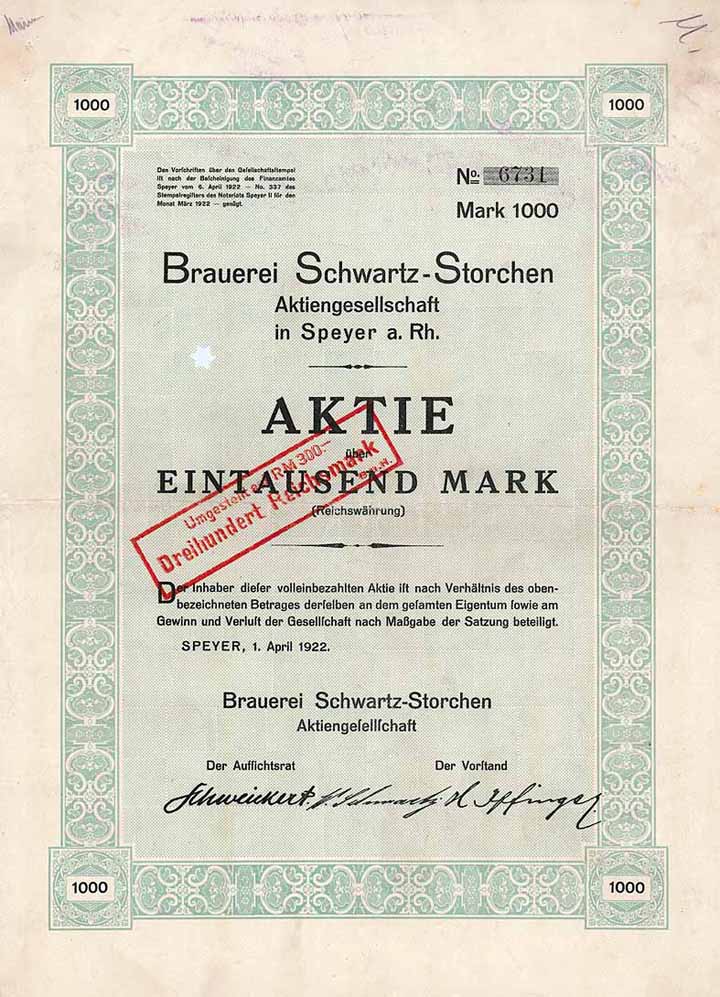 1000
1000
Den Vorschriften über des Geſellſchaftsſtempel
iſt nach der Beſcheinigung des Finanzamtes
Speyer vom 6. April 1922 — No. 337 des
Stempelregiſters des Notariats Speyer II für den
Monat März 1922 — genügt.
No. 6731
Mark 1000
Brauerei Schwartz-Storchen
Aktiengesellschaft
in Speyer a. Rh.
AKTIE
über
EINTAUSEND MARK
(Reichswährung)
Umgestellt auf RM 300.-
Dreihundert Reichsmark
Der Inhaber dieſer volleinbezahlten Aktie iſt nach Verhältnis des oben-
bezeichneten Betrages derſelben an dem geſamten Eigentum ſowie am
Gewinn und Verluſt der Geſellſchaft nach Maßgabe der Satzung beteiligt.
SPEYER, 1. April 1922.
Brauerei Schwartz-Storchen
Aktiengeſellſchaft
Der Aufſichtsrat
Der Vorſtand
Schweickert
1000
1000